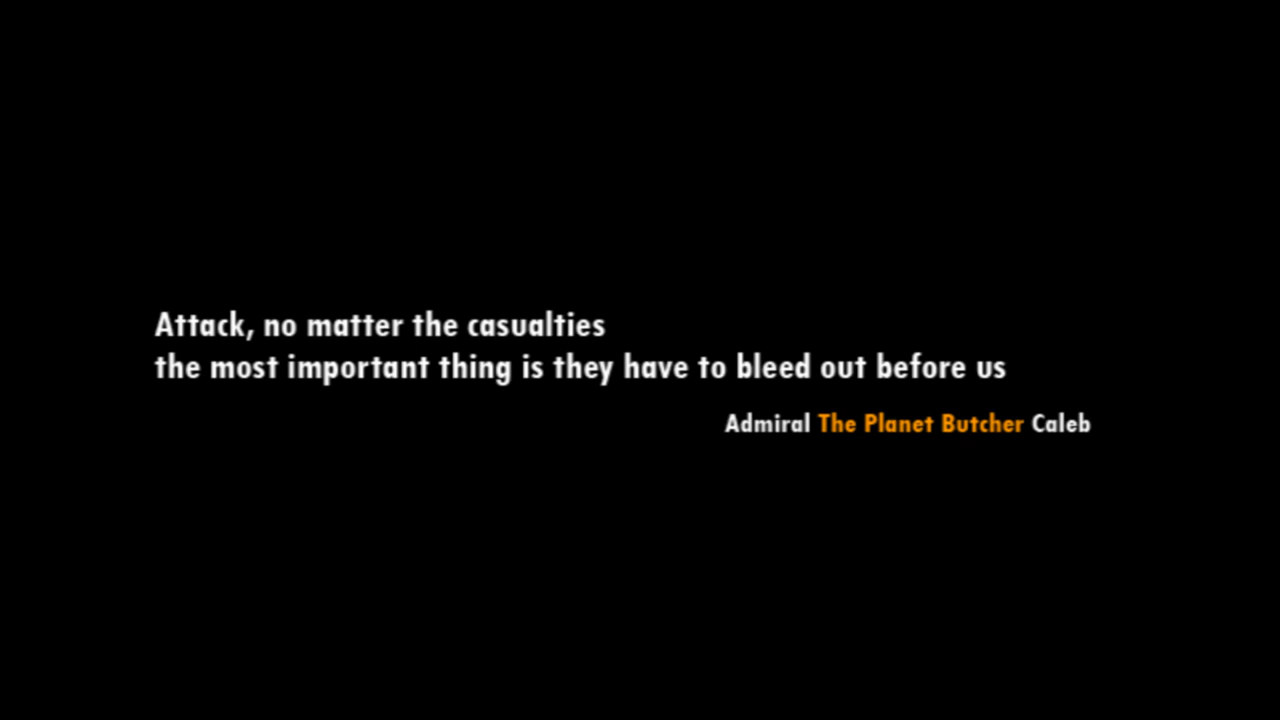 Attack, no matter the casualties
the most important thing is they have to bleed out before us
Admiral The Planet Butcher Caleb